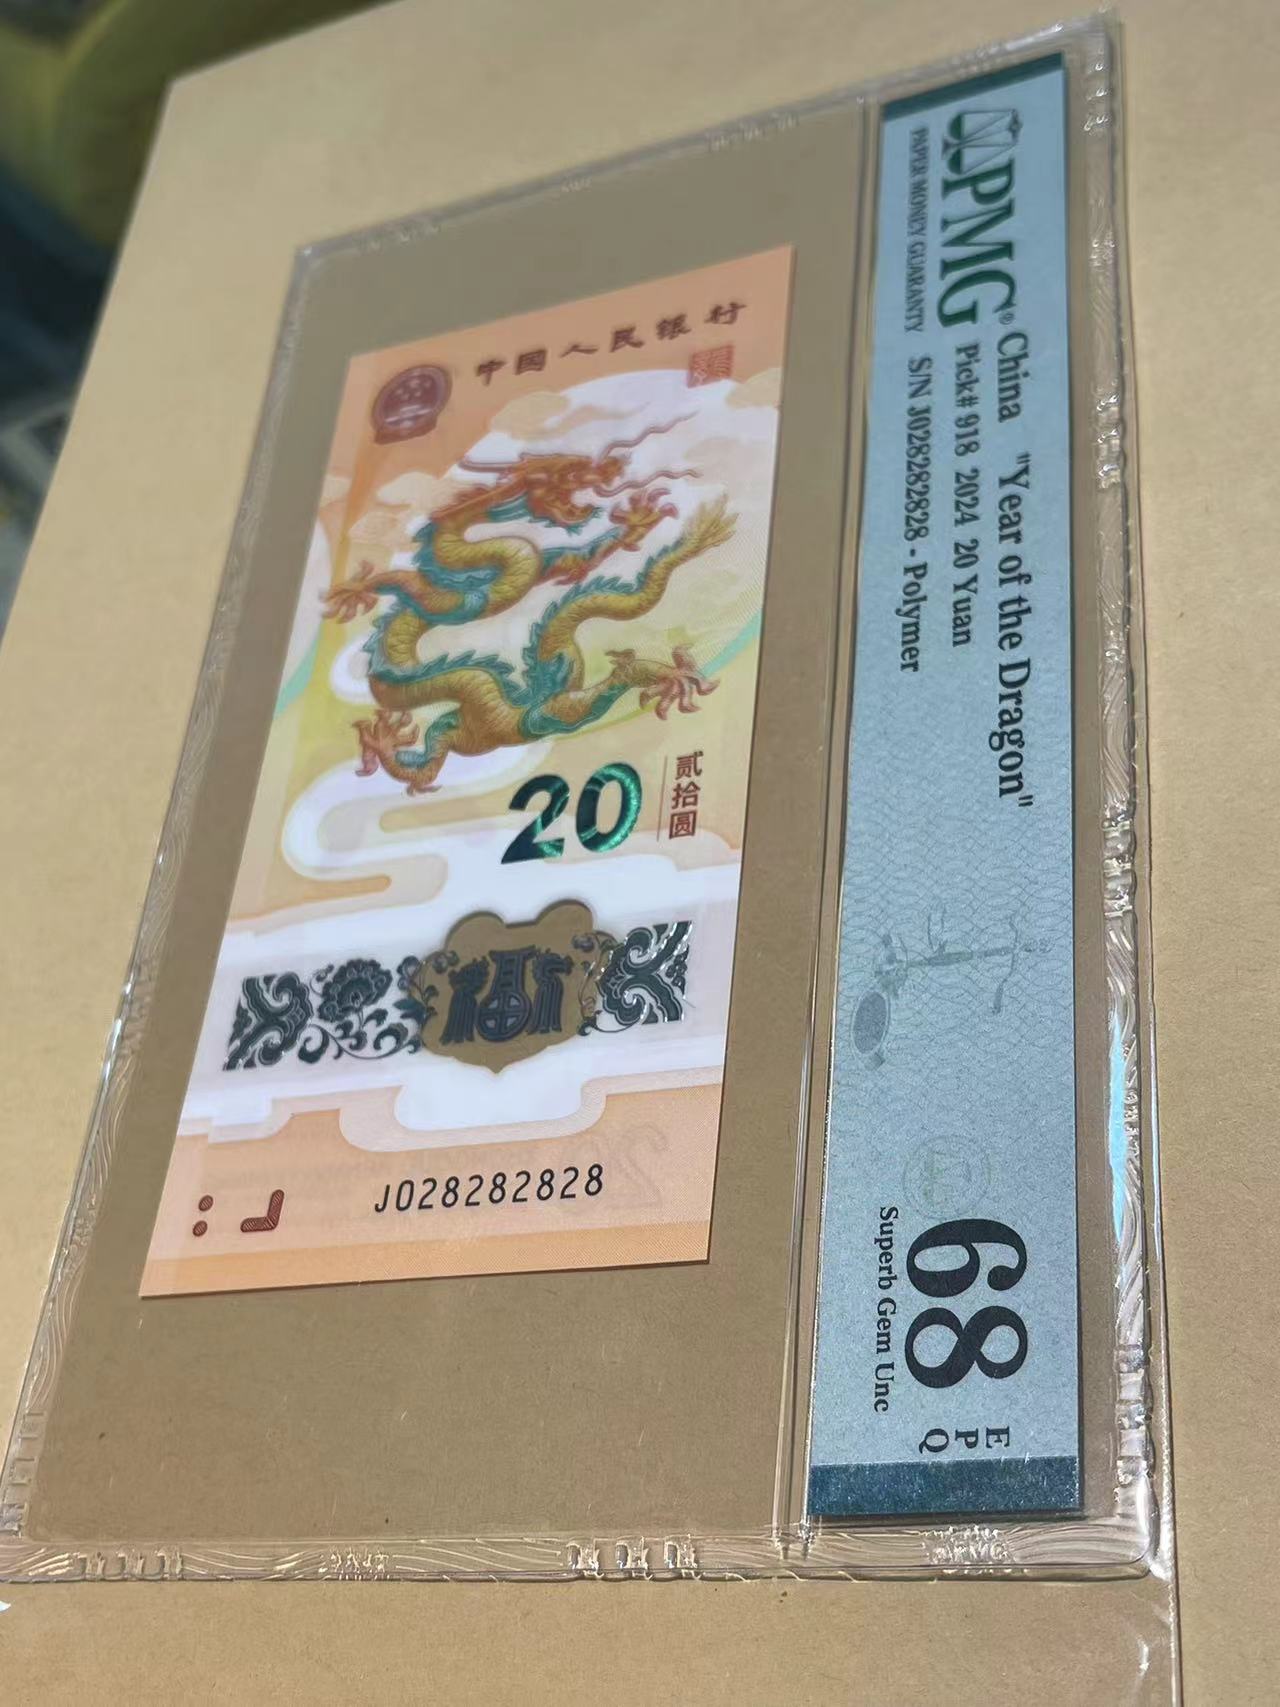 中国人民银行
20
贰拾圆
福
J028282828
PMG®
PAPER MONEY GUARANTY
China "Year of the Dragon"
Pick# 918 2024 20 Yuan
S/N J028282828 - Polymer
68
EPQ
Superb Gem Unc